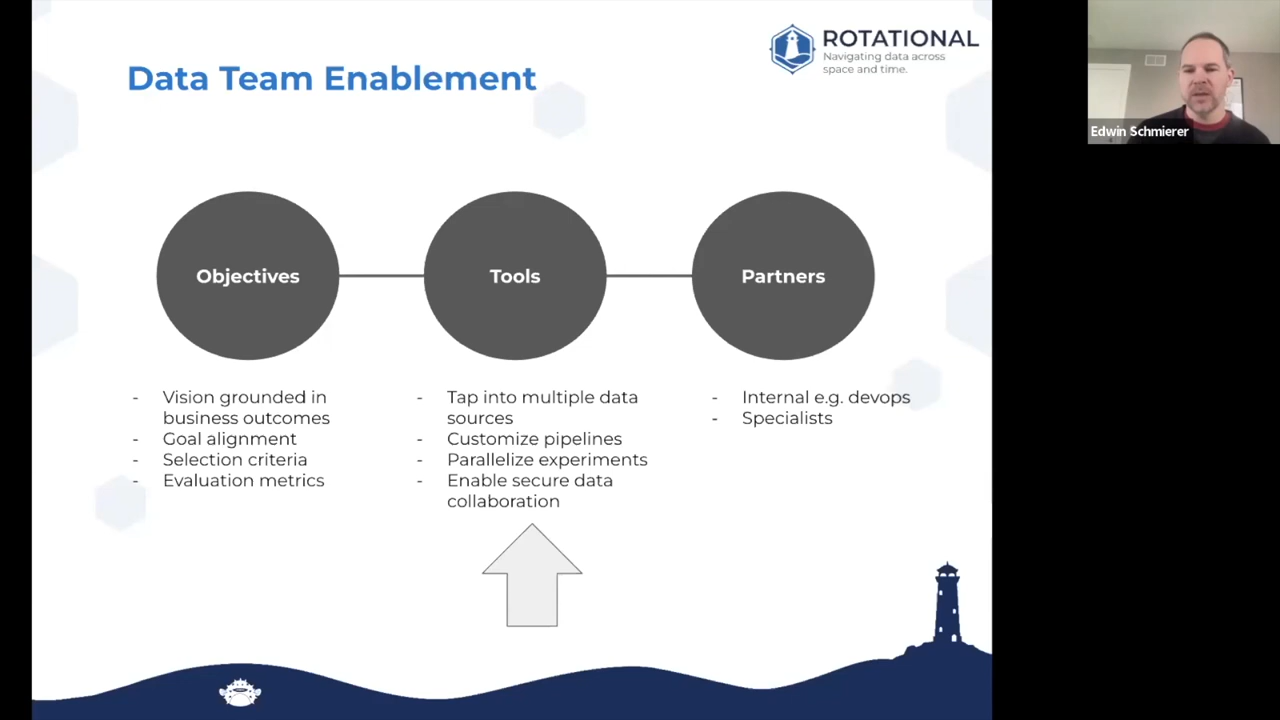 ROTATIONAL
Navigating data across
space and time.
Data Team Enablement
Edwin Schmierer
Objectives
Tools
Partners
- Vision grounded in
business outcomes
- Goal alignment
- Selection criteria
- Evaluation metrics
- Tap into multiple data
sources
- Customize pipelines
- Parallelize experiments
- Enable secure data
collaboration
- Internal e.g. devops
- Specialists